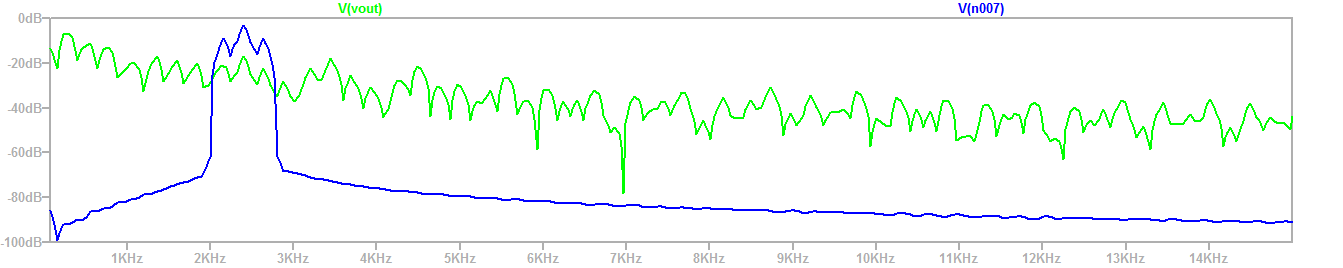 V(vout) V(n007)
0dB
-20dB
-40dB
-60dB
-80dB
-100dB
1KHz 2KHz 3KHz 4KHz 5KHz 6KHz 7KHz 8KHz 9KHz 10KHz 11KHz 12KHz 13KHz 14KHz